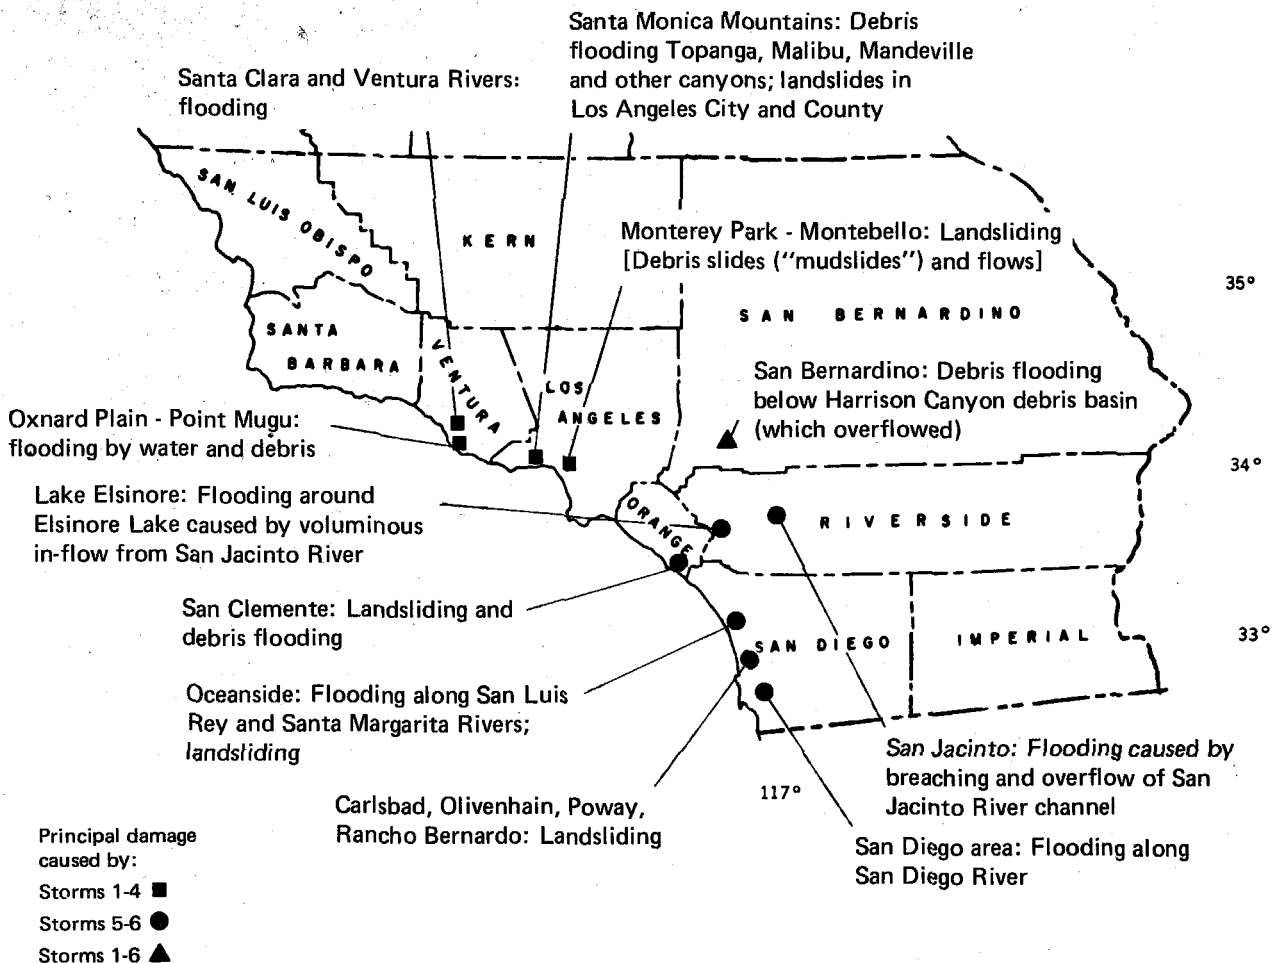 Santa Monica Mountains: Debris
flooding Topanga, Malibu, Mandeville
and other canyons; landslides in
Los Angeles City and County
Santa Clara and Ventura Rivers:
flooding
SAN LUIS OBISPO
KERN
Monterey Park - Montebello: Landsliding
[Debris slides ("mudslides") and flows]
35°
SAN BERNARDINO
SANTA
BARBARA
VENTURA
LOS
ANGELES
San Bernardino: Debris flooding
below Harrison Canyon debris basin
(which overflowed)
Oxnard Plain - Point Mugu:
flooding by water and debris
34°
Lake Elsinore: Flooding around
Elsinore Lake caused by voluminous
in-flow from San Jacinto River
ORANGE
RIVERSIDE
San Clemente: Landsliding and
debris flooding
SAN DIEGO
IMPERIAL
33°
Oceanside: Flooding along San Luis
Rey and Santa Margarita Rivers;
landsliding
San Jacinto: Flooding caused by
breaching and overflow of San
Jacinto River channel
117°
Carlsbad, Olivenhain, Poway,
Rancho Bernardo: Landsliding
San Diego area: Flooding along
San Diego River
Principal damage
caused by:
Storms 1-4
Storms 5-6
Storms 1-6